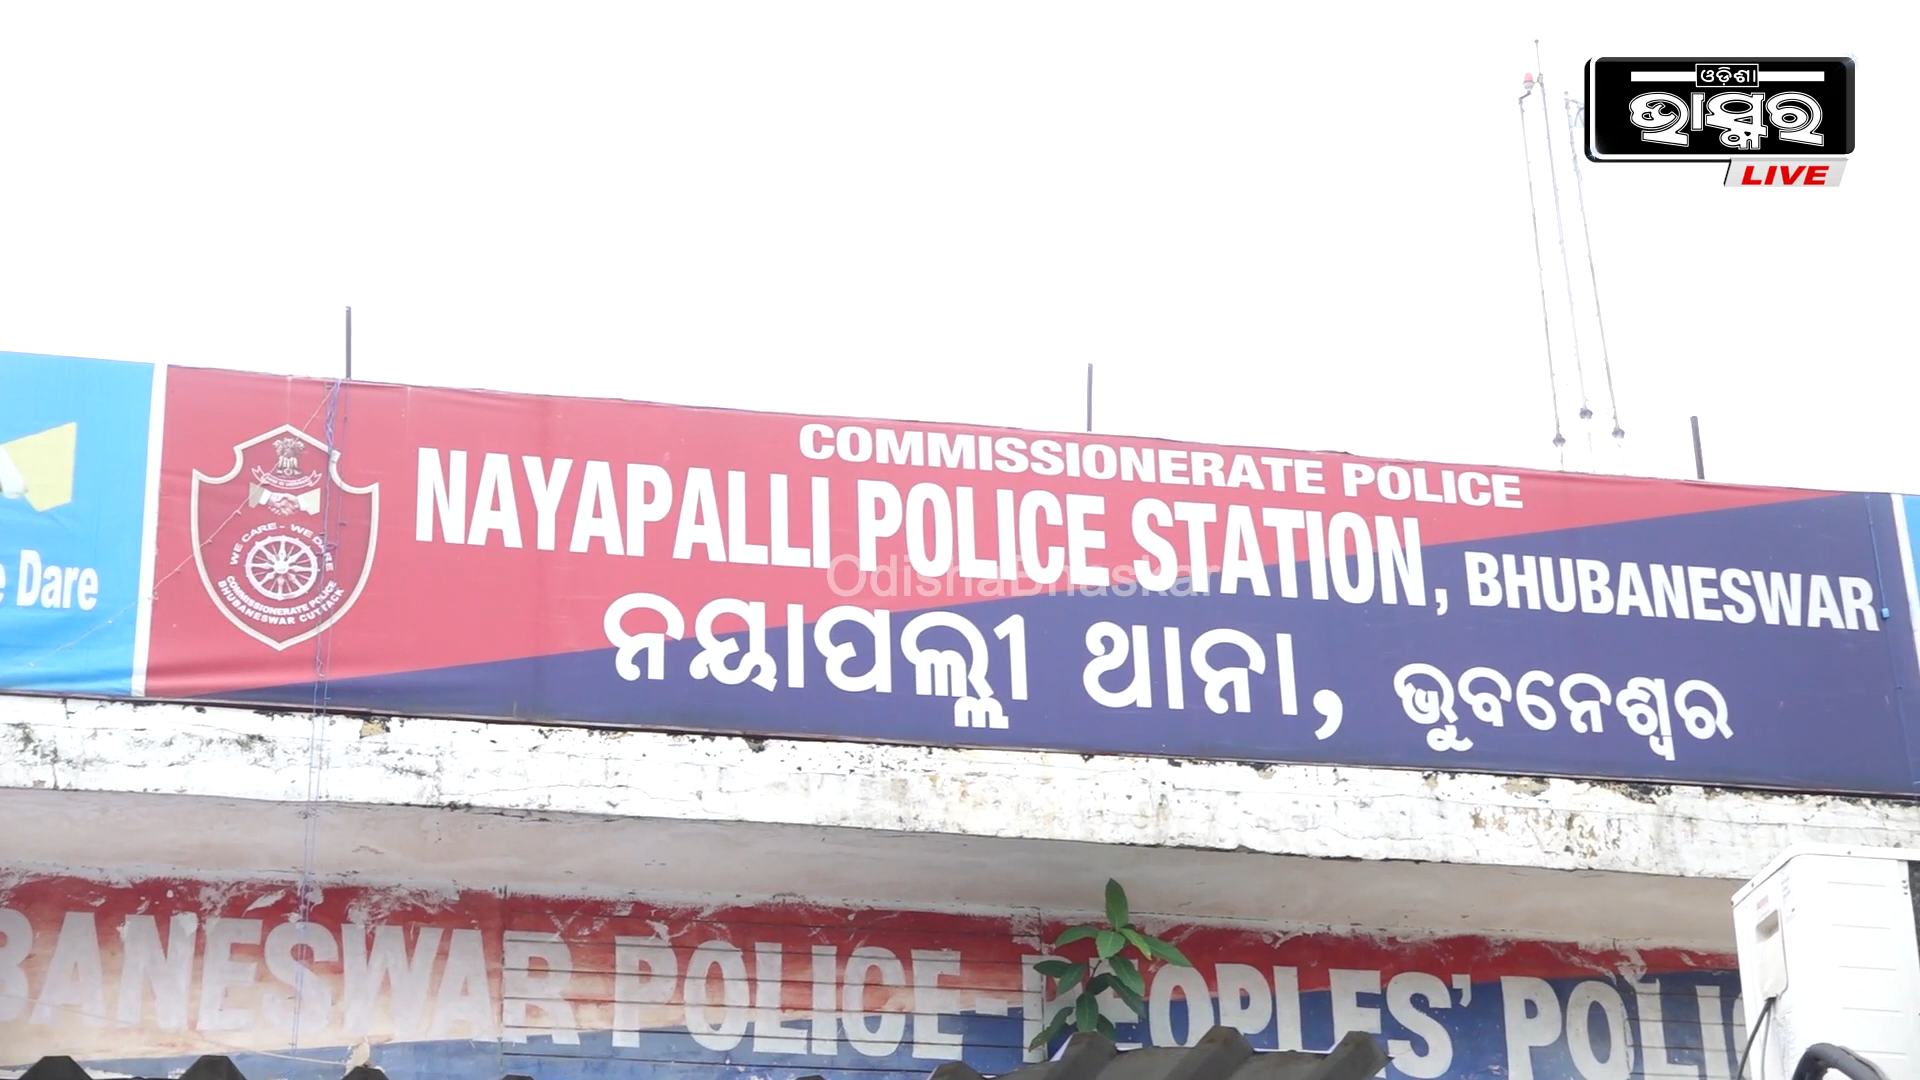 ଓଡ଼ିଶା
ଭାସ୍କର
LIVE
COMMISSIONERATE POLICE
NAYAPALLI POLICE STATION, BHUBANESWAR
OdishaBhaskar
ନୟାପଲ୍ଲୀ ଥାନା, ଭୁବନେଶ୍ୱର
WE CARE - WE DARE
COMMISSIONERATE POLICE
BHUBANESWAR CUTTACK
Dare
BANESWAR POLICE-PEOPLES' POLIC